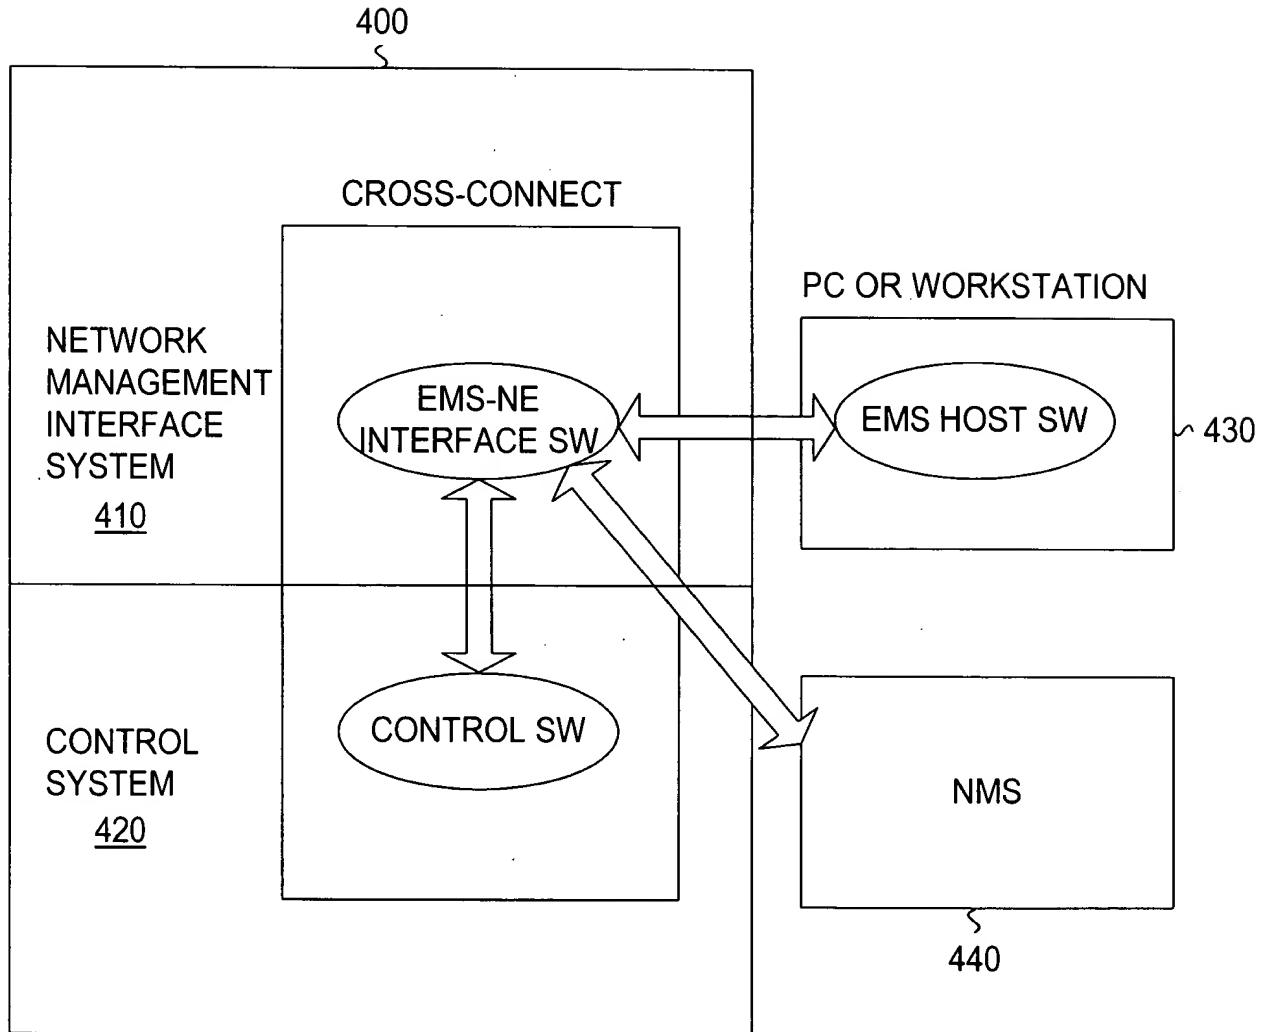 400
CROSS-CONNECT
PC OR WORKSTATION
NETWORK
MANAGEMENT
INTERFACE
SYSTEM
410
EMS-NE
INTERFACE SW
EMS HOST SW
430
CONTROL
SYSTEM
420
CONTROL SW
NMS
440